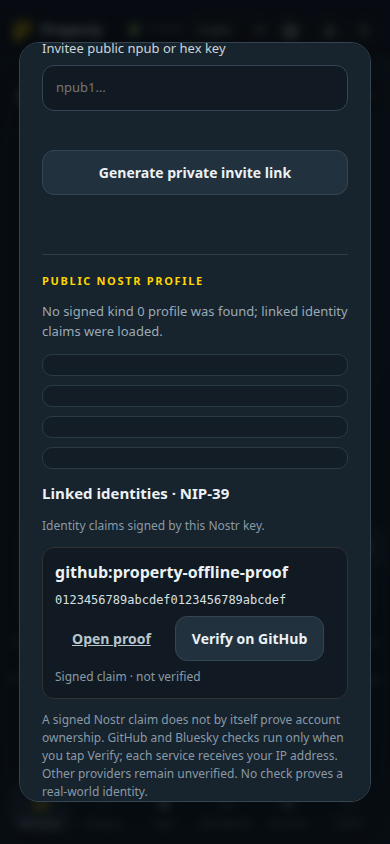 Invitee public npub or hex key
npub1...
Generate private invite link
PUBLIC NOSTR PROFILE
No signed kind 0 profile was found; linked identity
claims were loaded.
Linked identities · NIP-39
Identity claims signed by this Nostr key.
github:property-offline-proof
0123456789abcdef0123456789abcdef
Open proof
Verify on GitHub
Signed claim · not verified
A signed Nostr claim does not by itself prove account
ownership. GitHub and Bluesky checks run only when
you tap Verify; each service receives your IP address.
Other providers remain unverified. No check proves a
real-world identity.